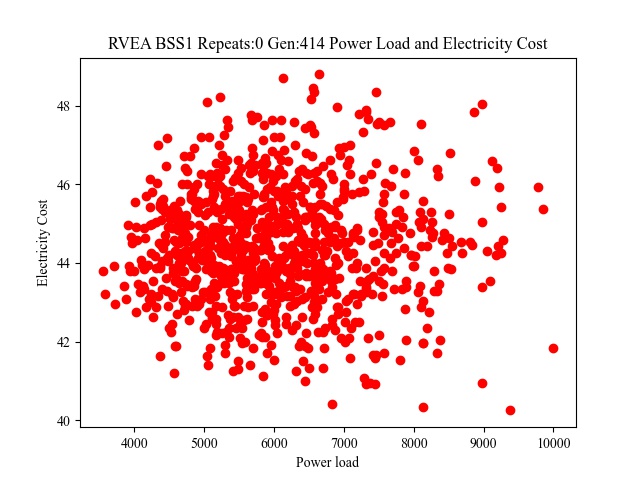 RVEA BSS1 Repeats:0 Gen:414 Power Load and Electricity Cost
Electricity Cost
48
46
44
42
40
4000 5000 6000 7000 8000 9000 10000
Power load